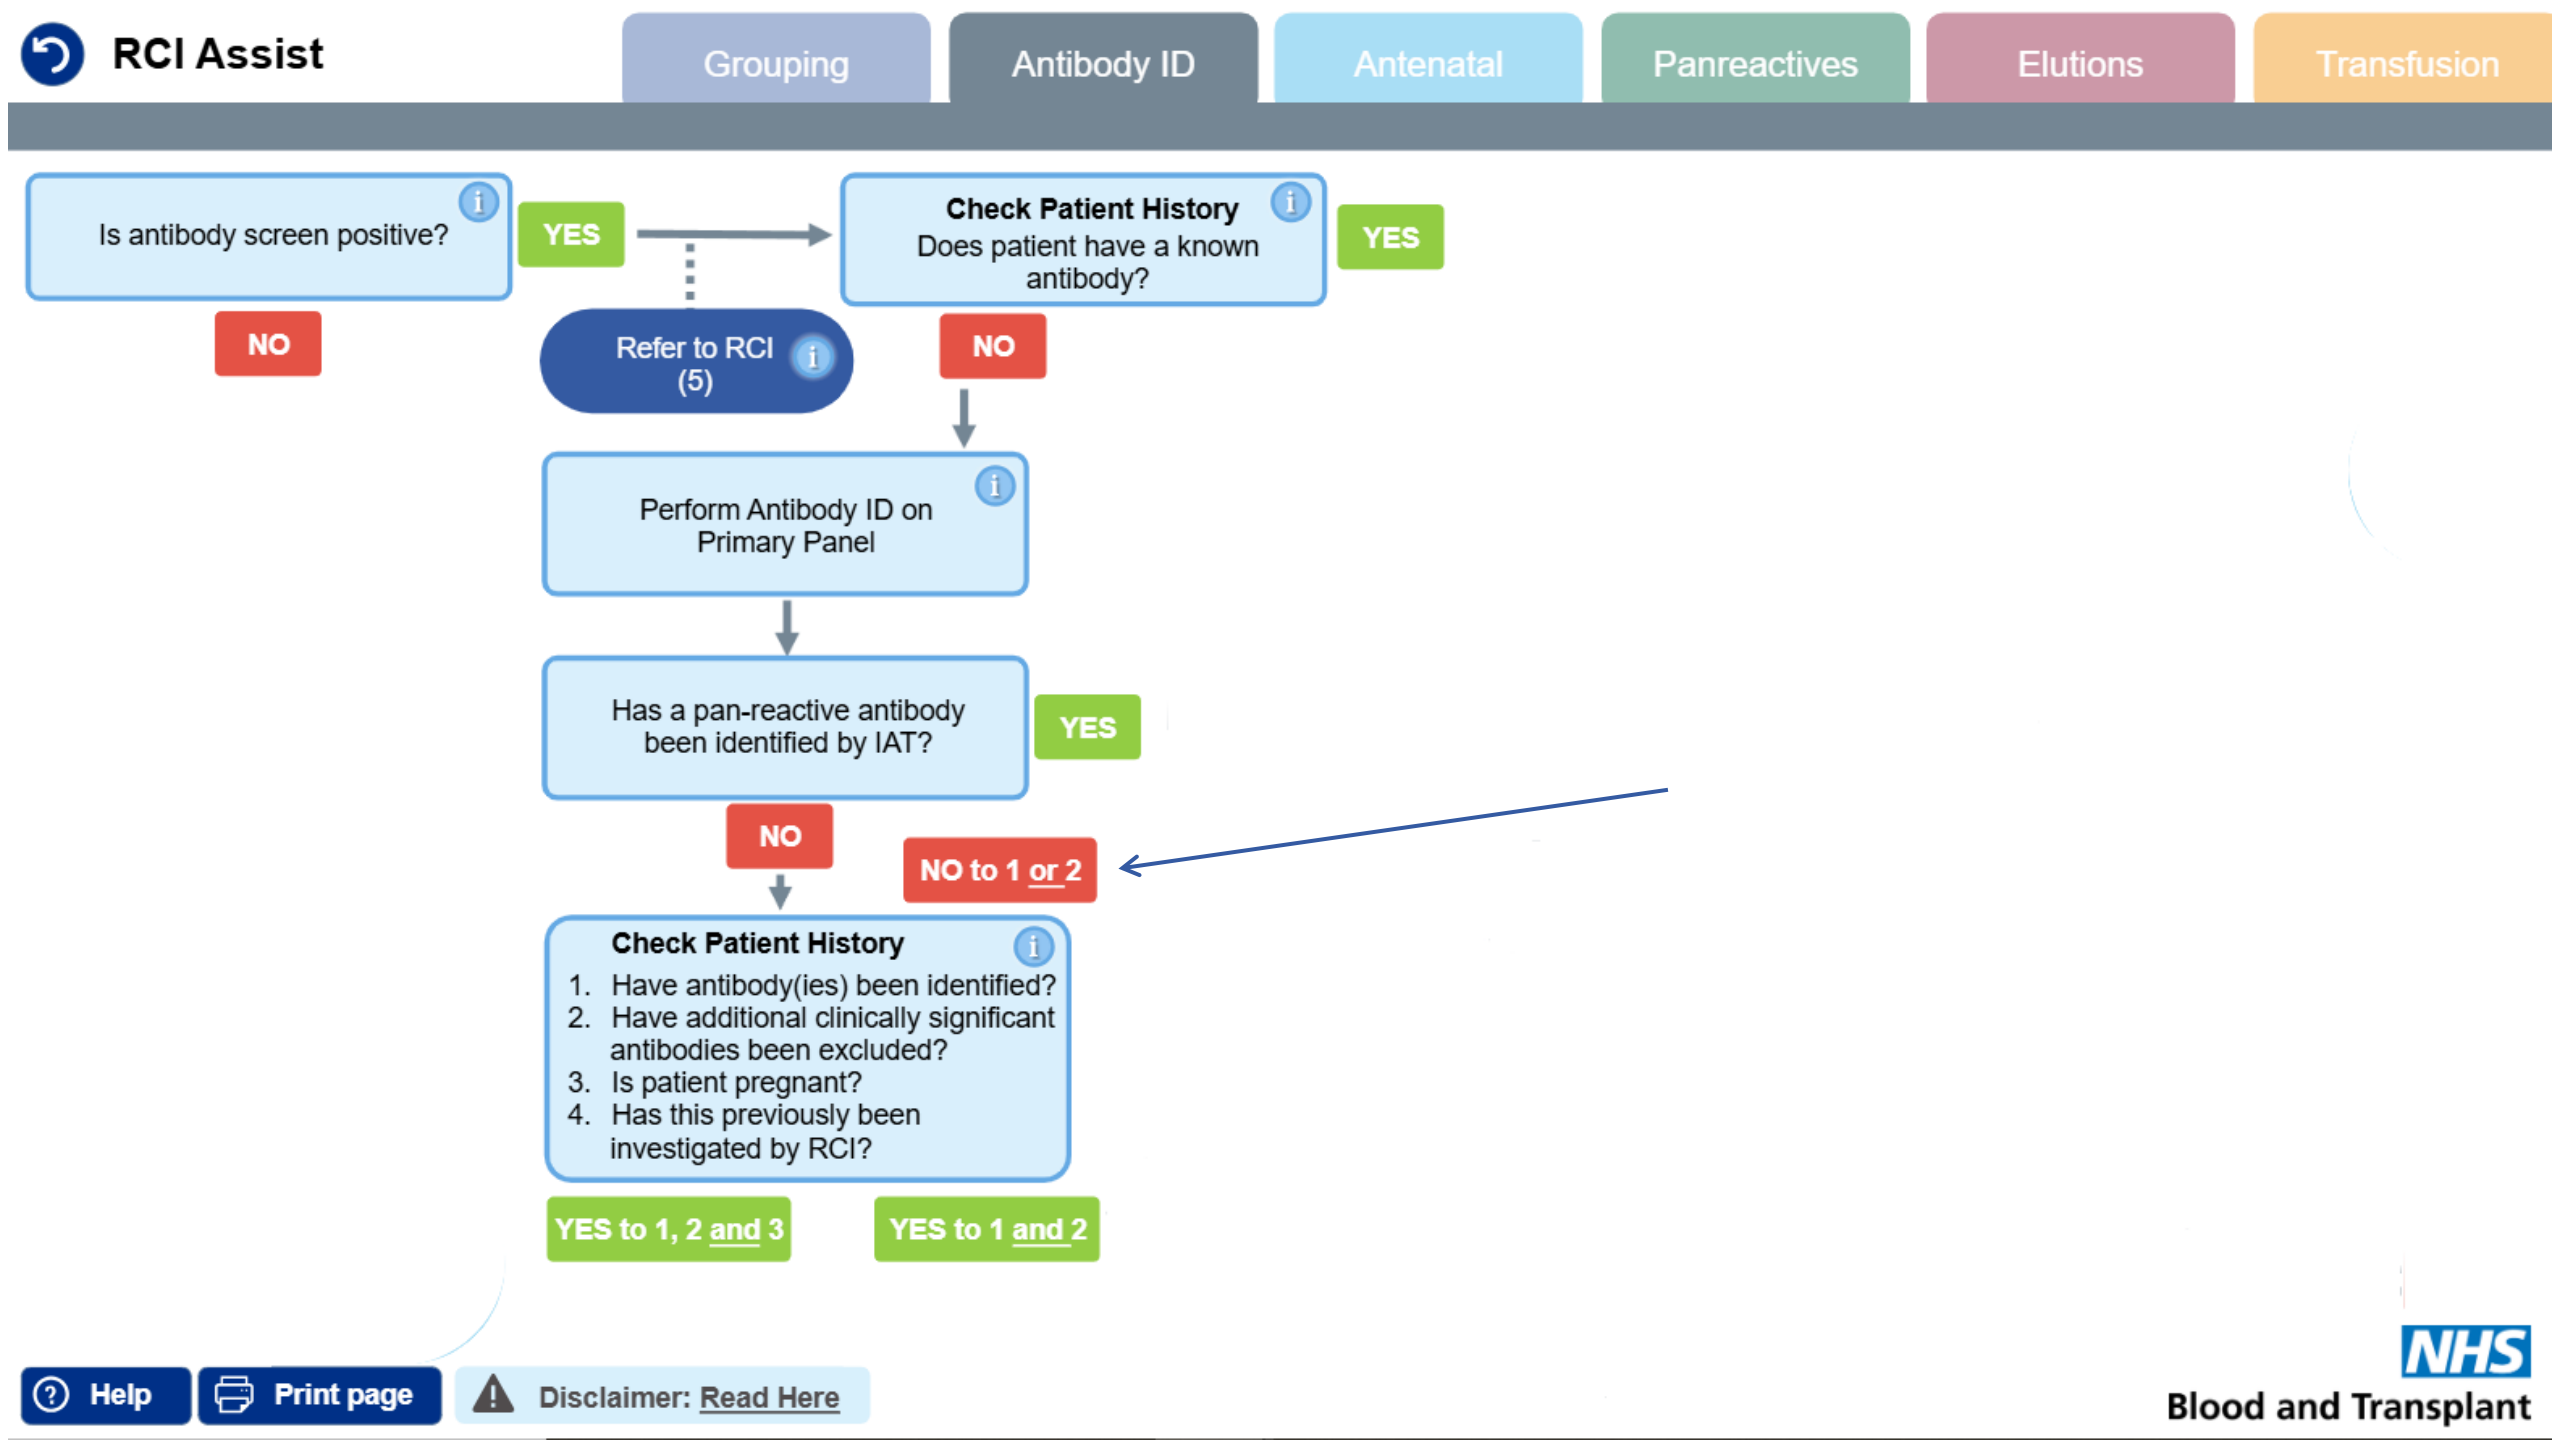 RCI Assist
Grouping
Antibody ID
Antenatal
Panreactives
Elutions
Transfusion
Is antibody screen positive?
YES
NO
Check Patient History
Does patient have a known
antibody?
YES
NO
Refer to RCI
(5)
Perform Antibody ID on
Primary Panel
Has a pan-reactive antibody
been identified by IAT?
YES
NO
NO to 1 or 2
Check Patient History
1. Have antibody(ies) been identified?
2. Have additional clinically significant
antibodies been excluded?
3. Is patient pregnant?
4. Has this previously been
investigated by RCI?
YES to 1, 2 and 3
YES to 1 and 2
Help
Print page
Disclaimer: Read Here
NHS
Blood and Transplant